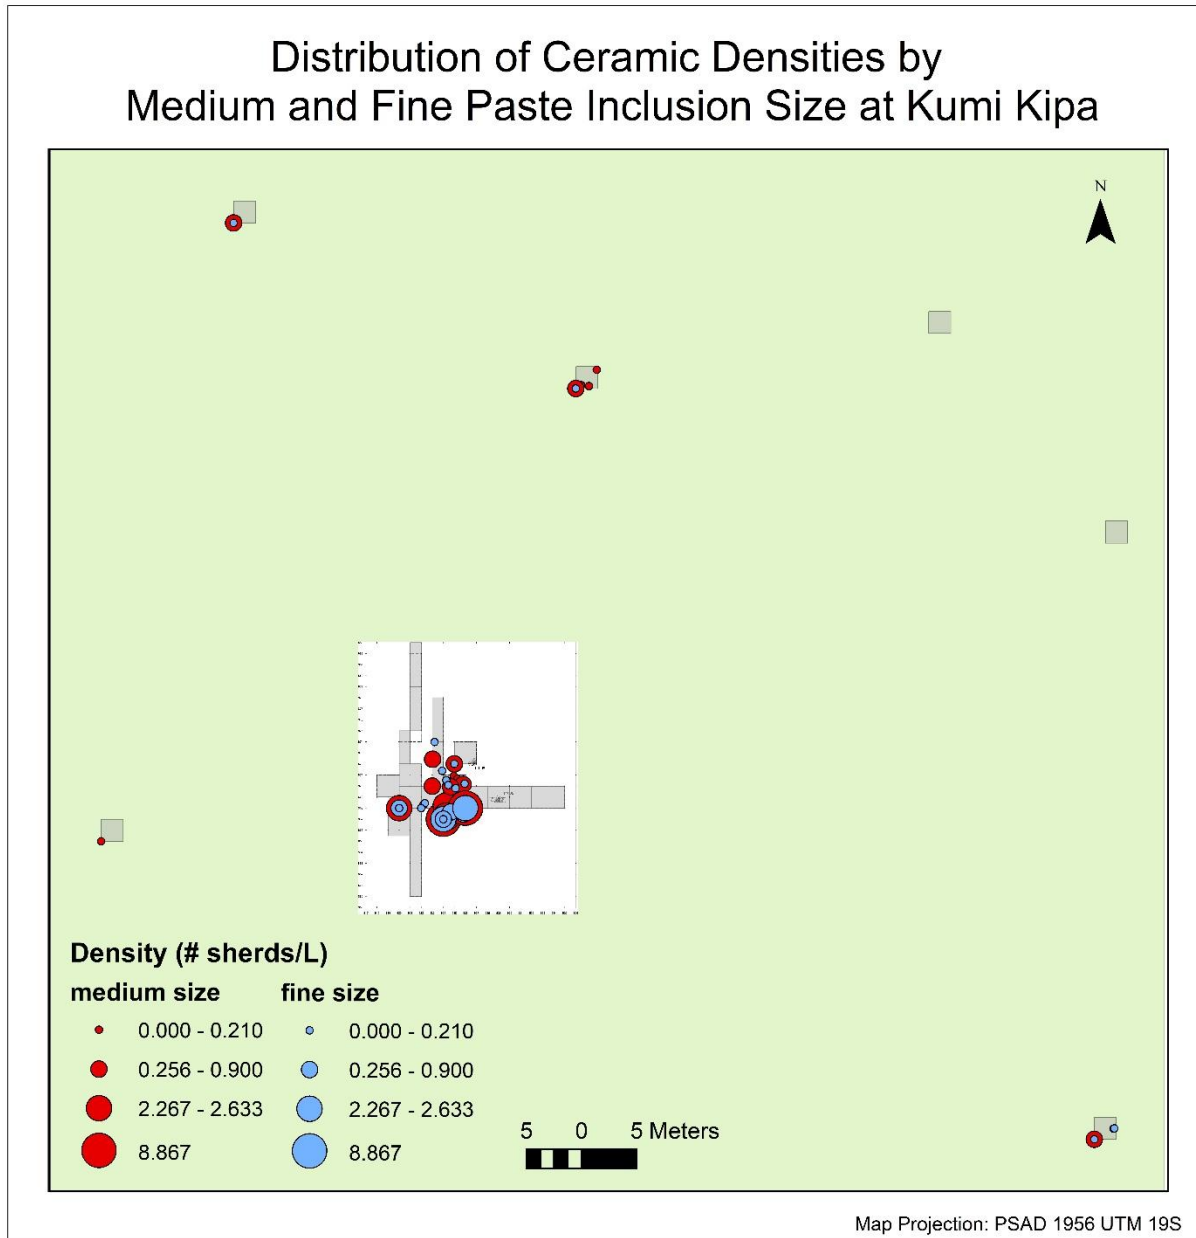 Distribution of Ceramic Densities by
Medium and Fine Paste Inclusion Size at Kumi Kipa
N
Density (# sherds/L)
medium size fine size
0.000 - 0.210 0.000 - 0.210
0.256 - 0.900 0.256 - 0.900
2.267 - 2.633 2.267 - 2.633
8.867 8.867
5 0 5 Meters
Map Projection: PSAD 1956 UTM 19S